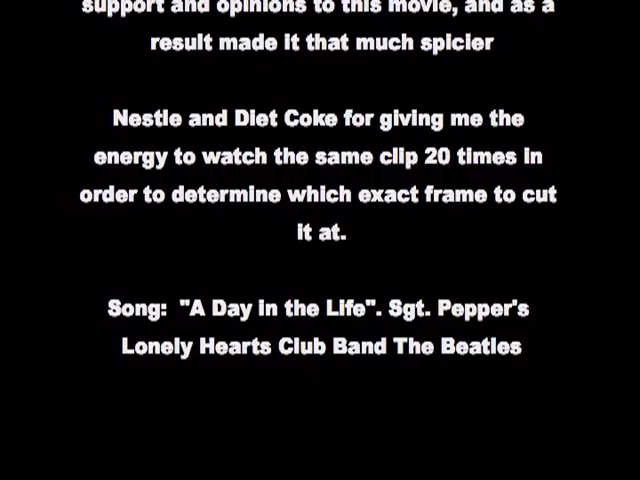 support and opinions to this movie, and as a
result made it that much spicier
Nestle and Diet Coke for giving me the
energy to watch the same clip 20 times in
order to determine which exact frame to cut
it at.
Song:  "A Day in the Life". Sgt. Pepper's
Lonely Hearts Club Band The Beatles